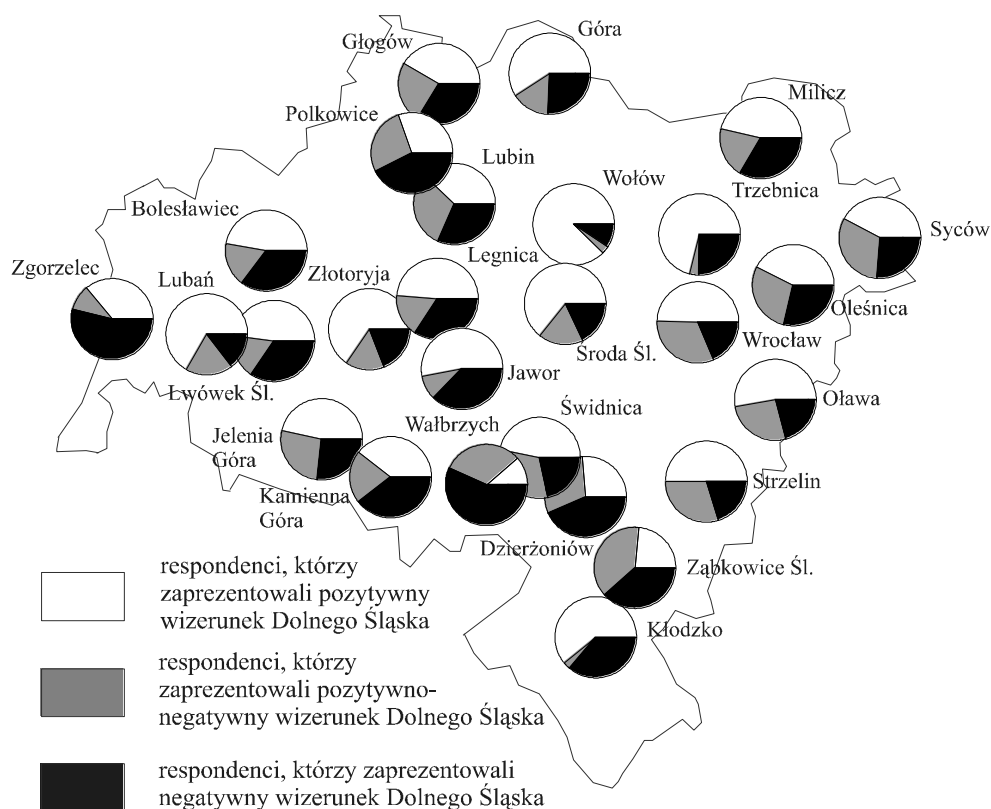 Góra
Głogów
Milicz
Polkowice
Lubin
Wołów
Trzebnica
Bolesławiec
Syców
Legnica
Zgorzelec
Lubań
Złotoryja
Oleśnica
Środa Śl.
Wrocław
Jawor
Lwówek Śl.
Oława
Świdnica
Wałbrzych
Jelenia
Góra
Strzelin
Kamienna
Góra
Dzierżoniów
Ząbkowice Śl.
Kłodzko
respondenci, którzy
zaprezentowali pozytywny
wizerunek Dolnego Śląska
respondenci, którzy
zaprezentowali pozytywno-
negatywny wizerunek Dolnego Śląska
respondenci, którzy zaprezentowali
negatywny wizerunek Dolnego Śląska